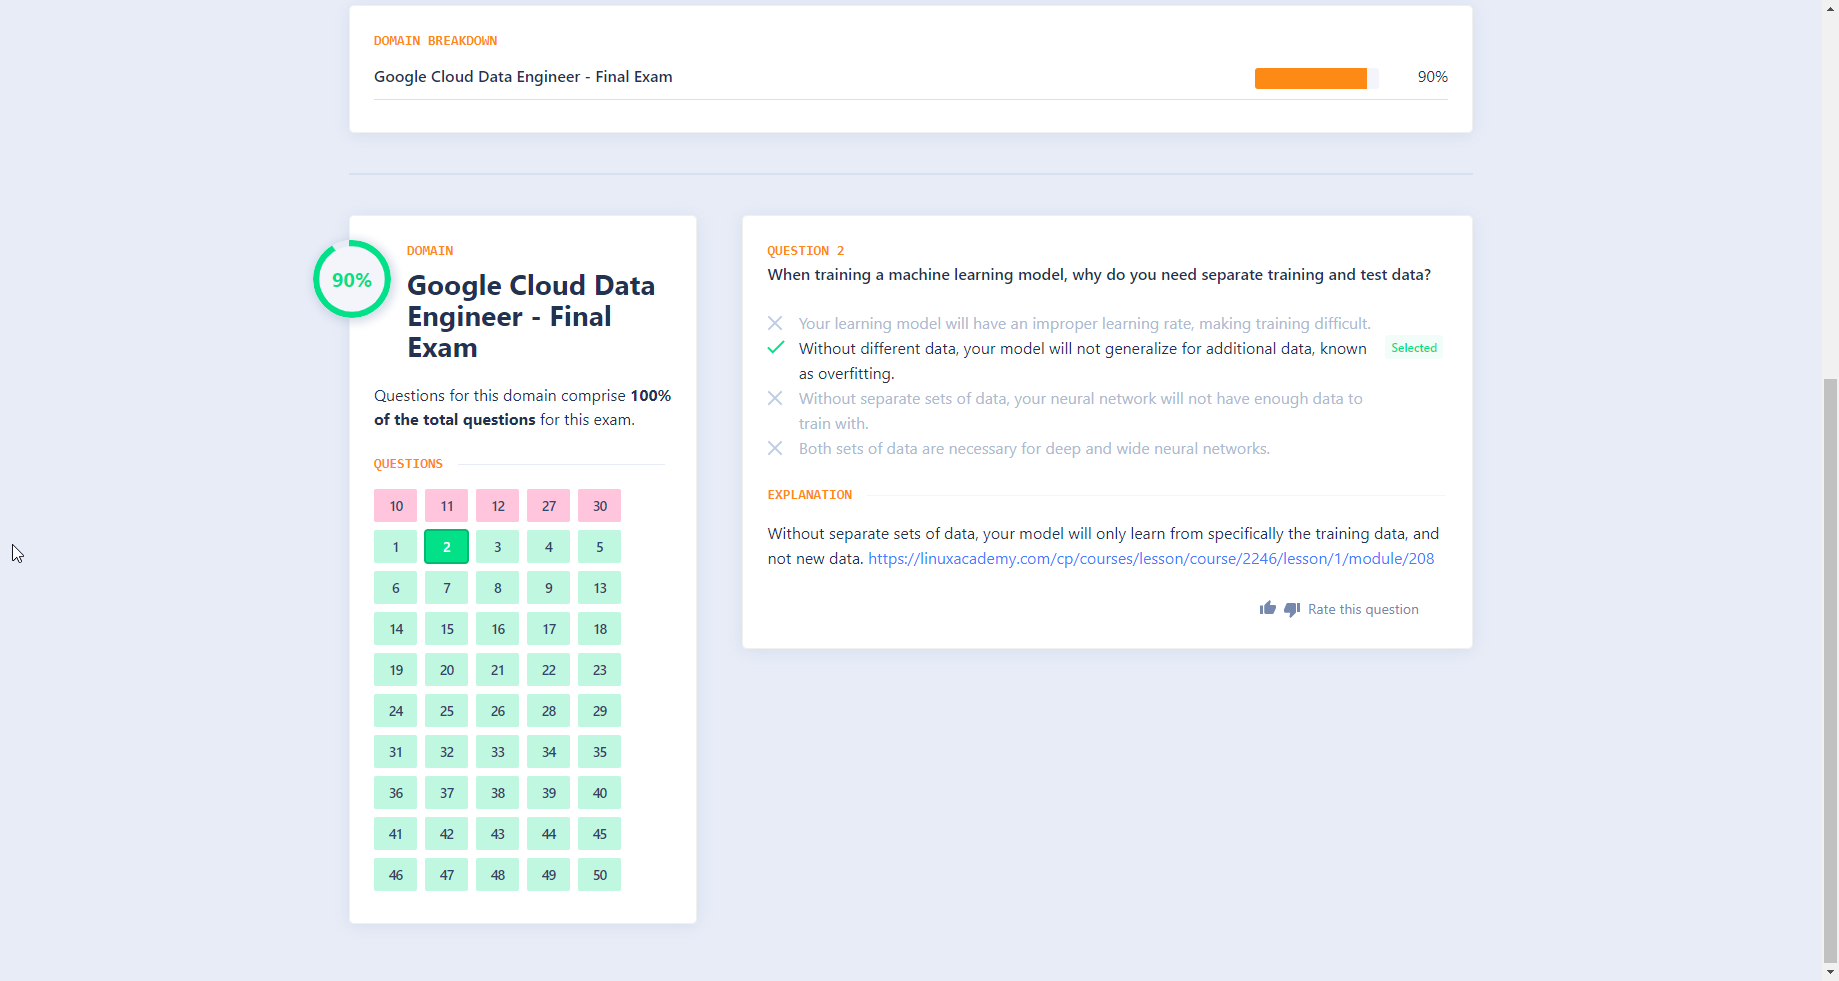 DOMAIN BREAKDOWN
Google Cloud Data Engineer - Final Exam
90%
90%
DOMAIN
Google Cloud Data
Engineer - Final
Exam
Questions for this domain comprise 100%
of the total questions for this exam.
QUESTIONS
10 11 12 27 30
1 2 3 4 5
6 7 8 9 13
14 15 16 17 18
19 20 21 22 23
24 25 26 28 29
31 32 33 34 35
36 37 38 39 40
41 42 43 44 45
46 47 48 49 50
QUESTION 2
When training a machine learning model, why do you need separate training and test data?
Your learning model will have an improper learning rate, making training difficult.
Without different data, your model will not generalize for additional data, known
Selected
as overfitting.
Without separate sets of data, your neural network will not have enough data to
train with.
Both sets of data are necessary for deep and wide neural networks.
EXPLANATION
Without separate sets of data, your model will only learn from specifically the training data, and
not new data. https://linuxacademy.com/cp/courses/lesson/course/2246/lesson/1/module/208
Rate this question